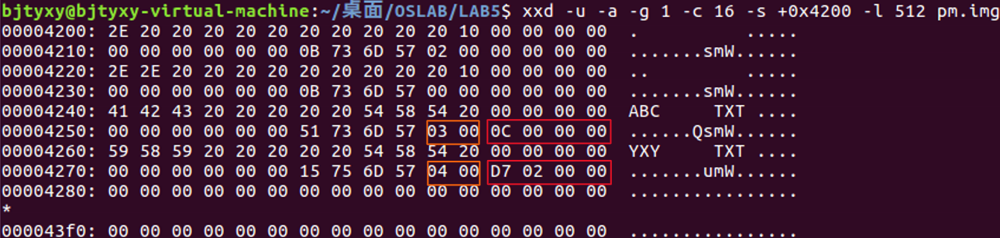 bjtyxy@bjtyxy-virtual-machine:~/桌面/OSLAB/LAB5$ xxd -u -a -g 1 -c 16 -s +0x4200 -l 512 pm.img
00004200: 2E 20 20 20 20 20 20 20 20 20 20 10 00 00 00 00  .          .....
00004210: 00 00 00 00 00 00 0B 73 6D 57 02 00 00 00 00 00  .......smW......
00004220: 2E 2E 20 20 20 20 20 20 20 20 20 10 00 00 00 00  ..         .....
00004230: 00 00 00 00 00 00 0B 73 6D 57 00 00 00 00 00 00  .......smW......
00004240: 41 42 43 20 20 20 20 20 54 58 54 20 00 00 00 00  ABC     TXT ....
00004250: 00 00 00 00 00 00 51 73 6D 57 03 00 0C 00 00 00  ......QsmW......
00004260: 59 58 59 20 20 20 20 20 54 58 54 20 00 00 00 00  YXY     TXT ....
00004270: 00 00 00 00 00 00 15 75 6D 57 04 00 D7 02 00 00  .......umW......
00004280: 00 00 00 00 00 00 00 00 00 00 00 00 00 00 00 00  ................
*
000043f0: 00 00 00 00 00 00 00 00 00 00 00 00 00 00 00 00  ................